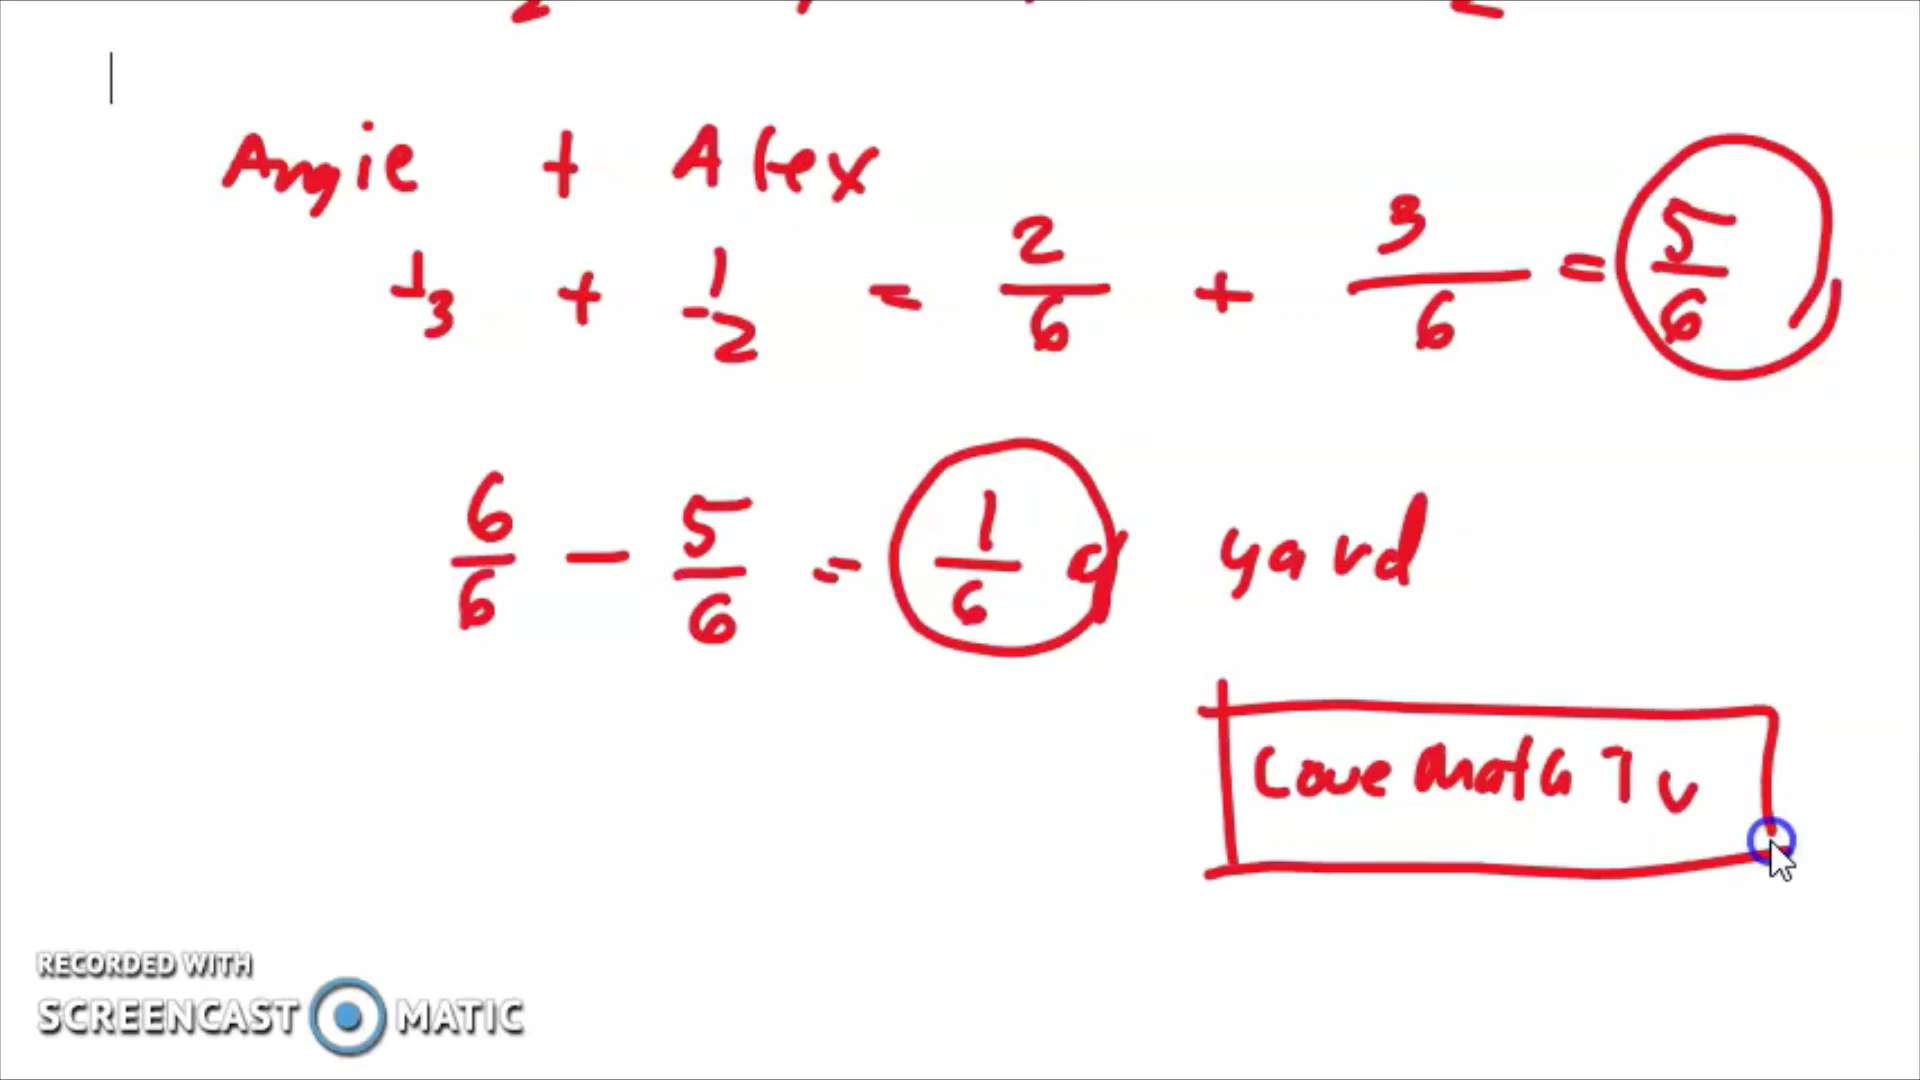 Angie + Alex
1/3 + 1/2 = 2/6 + 3/6 = 5/6
6/6 - 5/6 = 1/6 of yard
Love Math Tv
RECORDED WITH
SCREENCAST MATIC